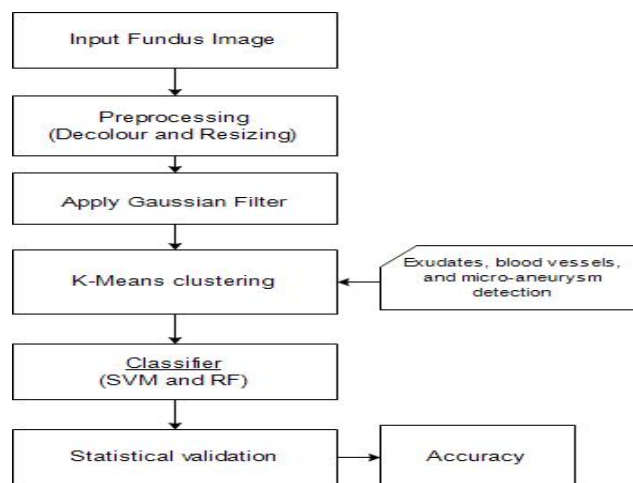 Input Fundus Image
Preprocessing
(Decolour and Resizing)
Apply Gaussian Filter
K-Means clustering
Exudates, blood vessels,
and micro-aneurysm
detection
Classifier
(SVM and RF)
Statistical validation
Accuracy